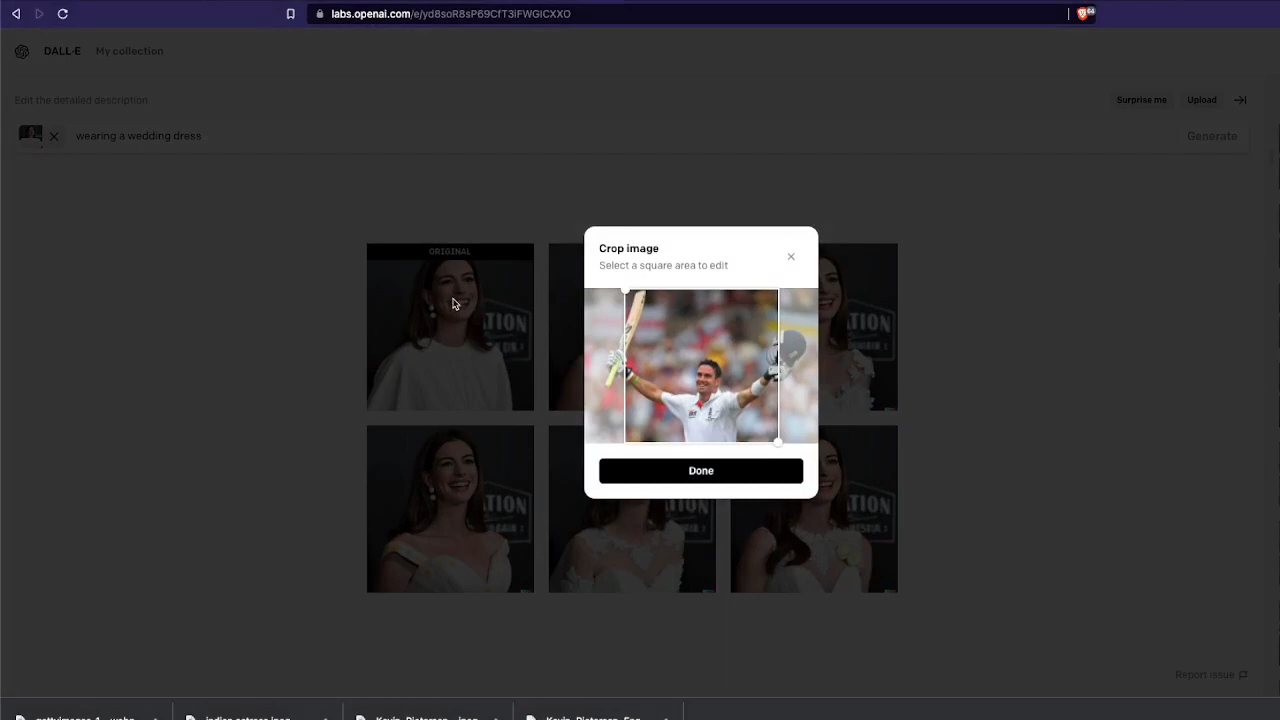 labs.openai.com/e/yd8soR8sP69CfT3iFWGlCXXO
DALL·E My collection
Edit the detailed description
Surprise me Upload
wearing a wedding dress
Generate
ORIGINAL
Crop image
Select a square area to edit
Done
Report issue